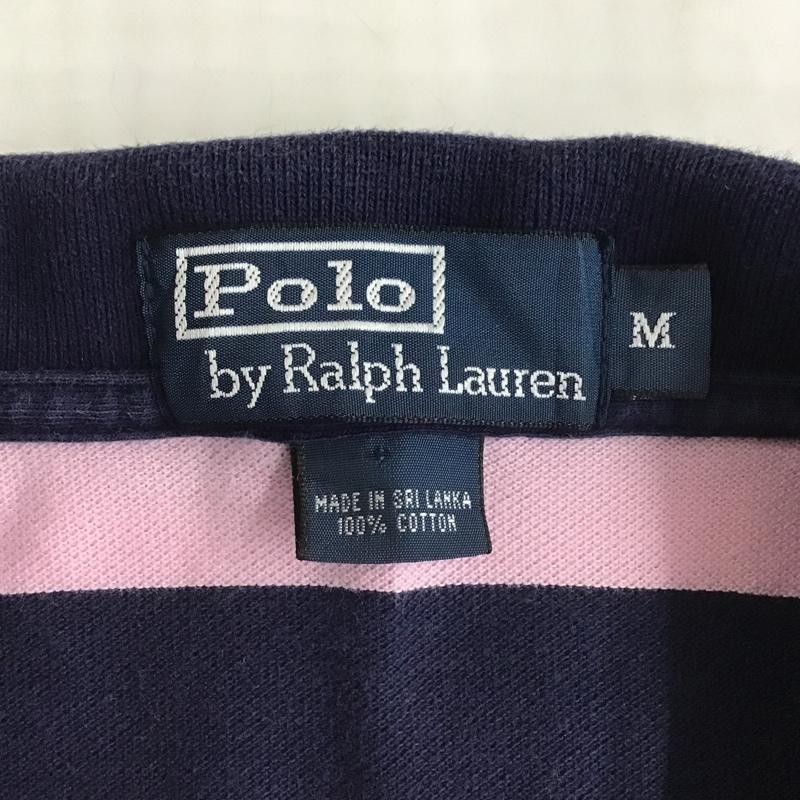 Polo
by Ralph Lauren
M
MADE IN SRI LANKA
100% COTTON